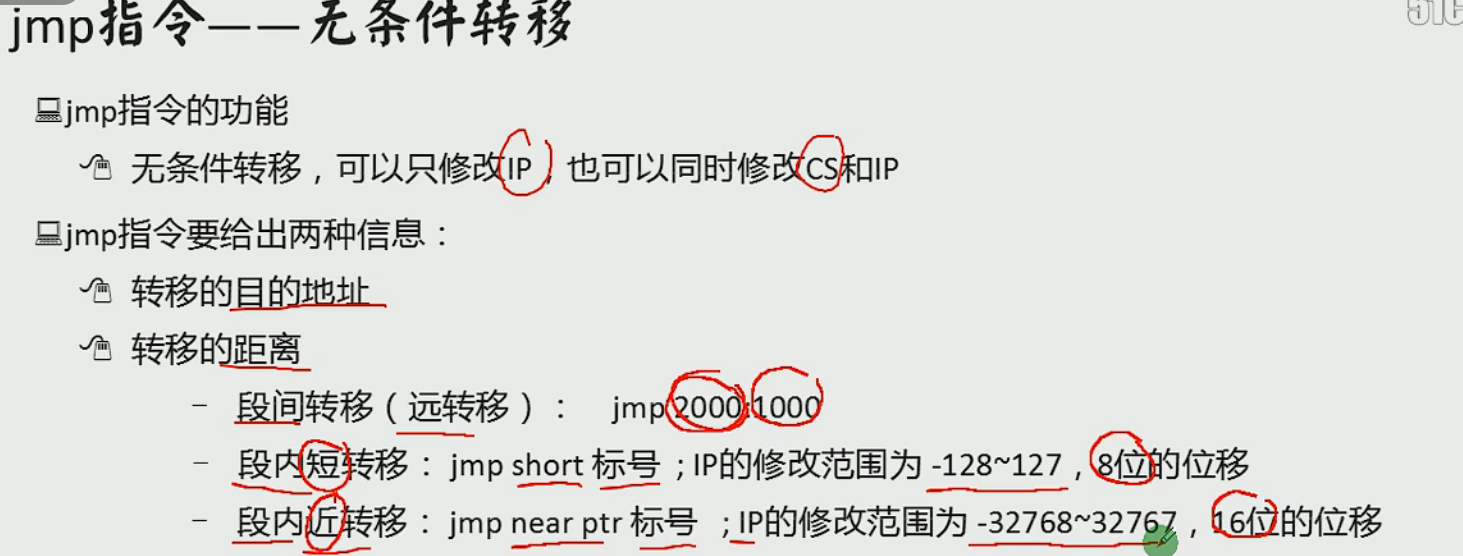 jmp指令——无条件转移
jmp指令的功能
无条件转移，可以只修改IP，也可以同时修改CS和IP
jmp指令要给出两种信息：
转移的目的地址
转移的距离
– 段间转移（远转移）： jmp 2000:1000
– 段内短转移：jmp short 标号 ; IP的修改范围为 -128~127，8位的位移
– 段内近转移：jmp near ptr 标号 ; IP的修改范围为 -32768~32767，16位的位移